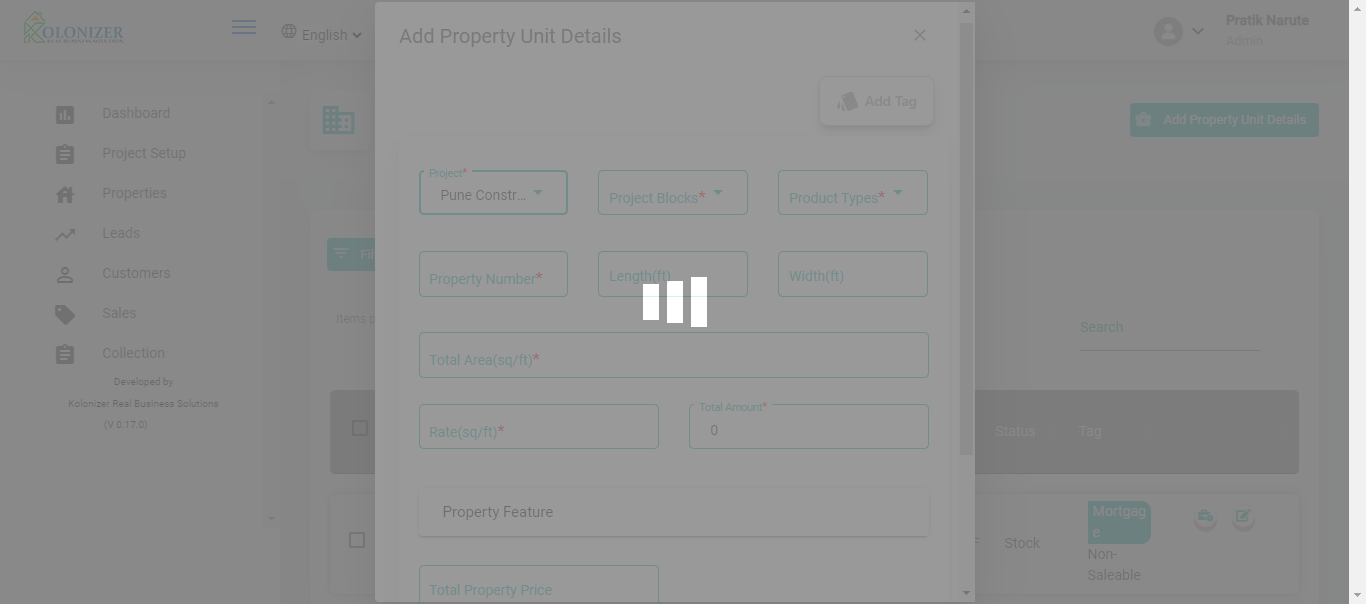 KOLONIZER
English
Add Property Unit Details
Pratik Narute
Admin
Add Tag
Dashboard
Project Setup
Properties
Leads
Customers
Sales
Collection
Developed by
Kolonizer Real Business Solutions
(V 0.17.0)
Add Property Unit Details
Project*
Pune Constr...
Project Blocks*
Product Types*
Property Number*
Length(ft)
Width(ft)
Items
Search
Total Area(sq/ft)*
Rate(sq/ft)*
Total Amount*
0
Status
Tag
Property Feature
Stock
Mortgag
e
Non-
Saleable
Total Property Price